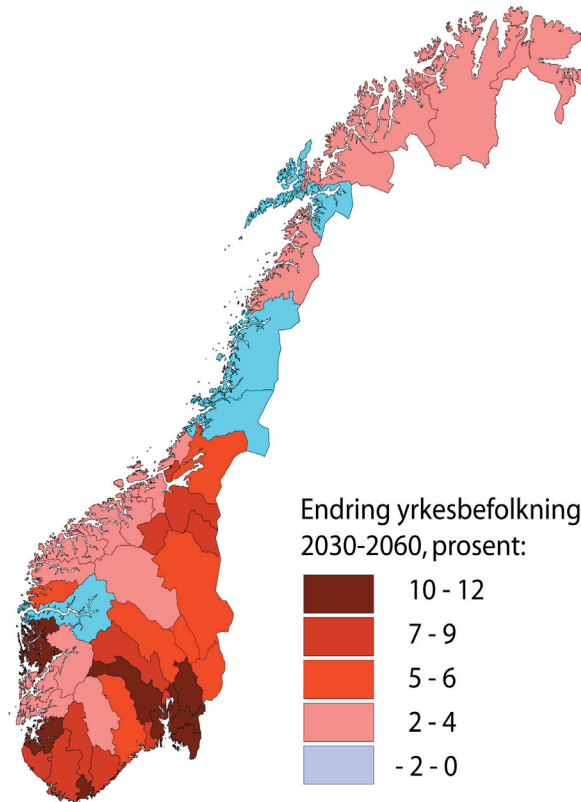 Endring yrkesbefolkning
2030-2060, prosent:
10 - 12
7 - 9
5 - 6
2 - 4
- 2 - 0